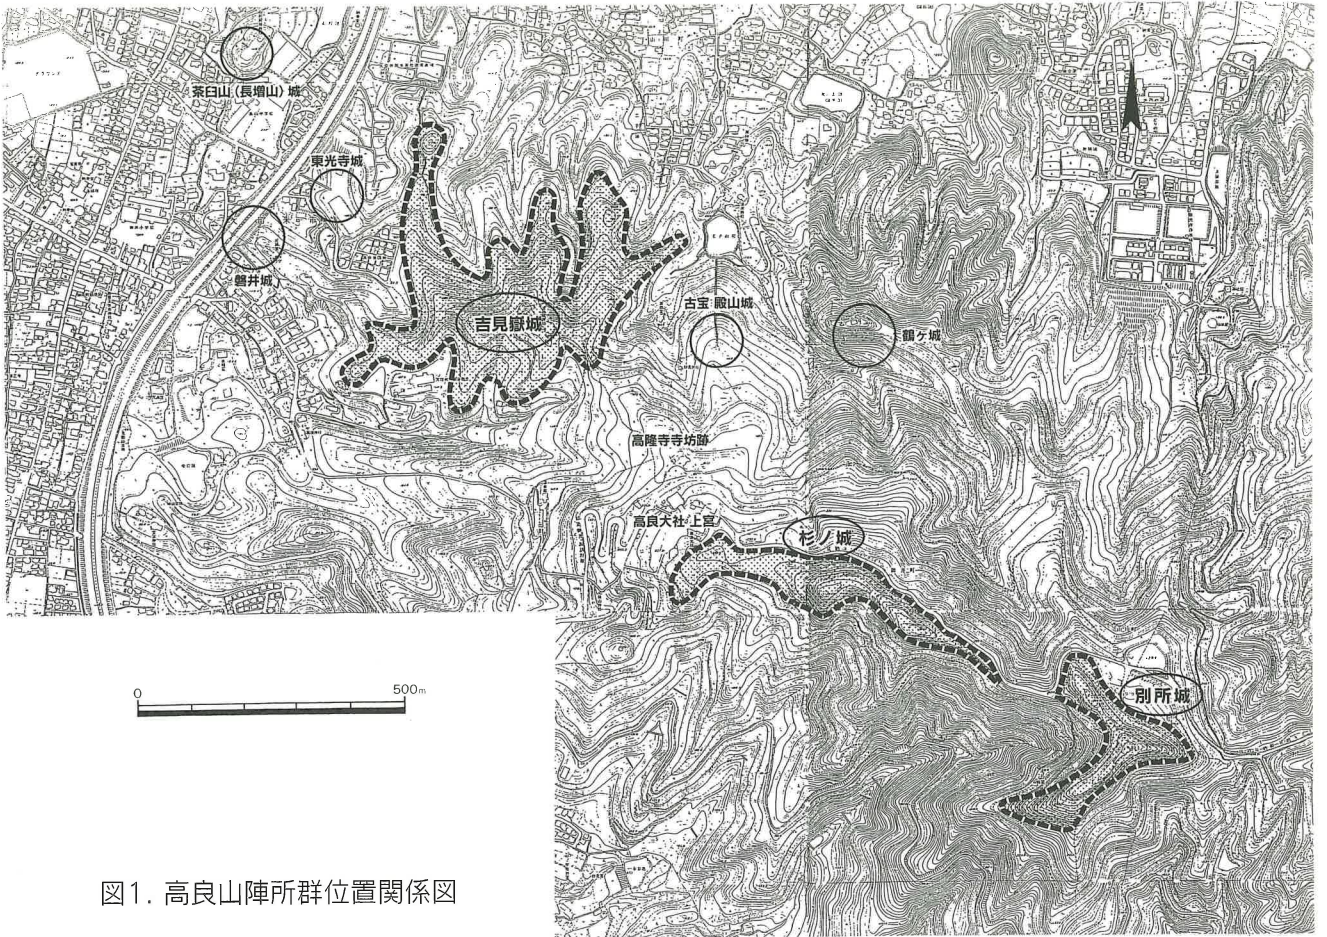 茶臼山(長増山)城
東光寺城
磐井城
吉見嶽城
古宝殿山城
鶴ヶ城
高隆寺寺坊跡
高良大社 上宮
杉ノ城
別所城
0 500m
図1. 高良山陣所群位置関係図